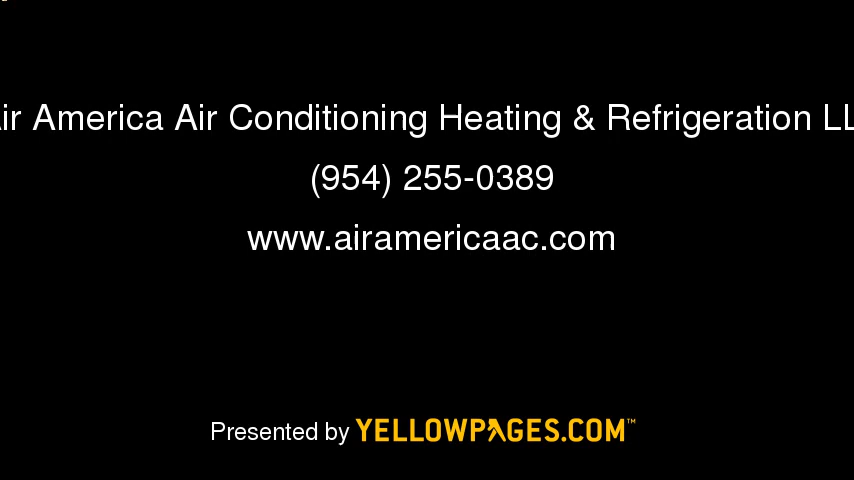 ir America Air Conditioning Heating & Refrigeration LL
(954) 255-0389
www.airamericaac.com
Presented by YELLOWPAGES.COM™